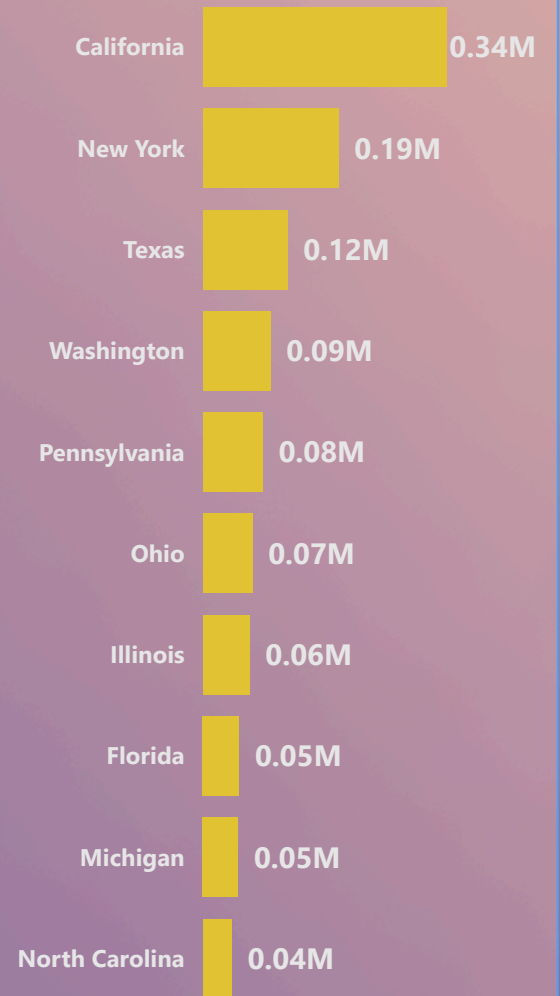 California 0.34M
New York 0.19M
Texas 0.12M
Washington 0.09M
Pennsylvania 0.08M
Ohio 0.07M
Illinois 0.06M
Florida 0.05M
Michigan 0.05M
North Carolina 0.04M